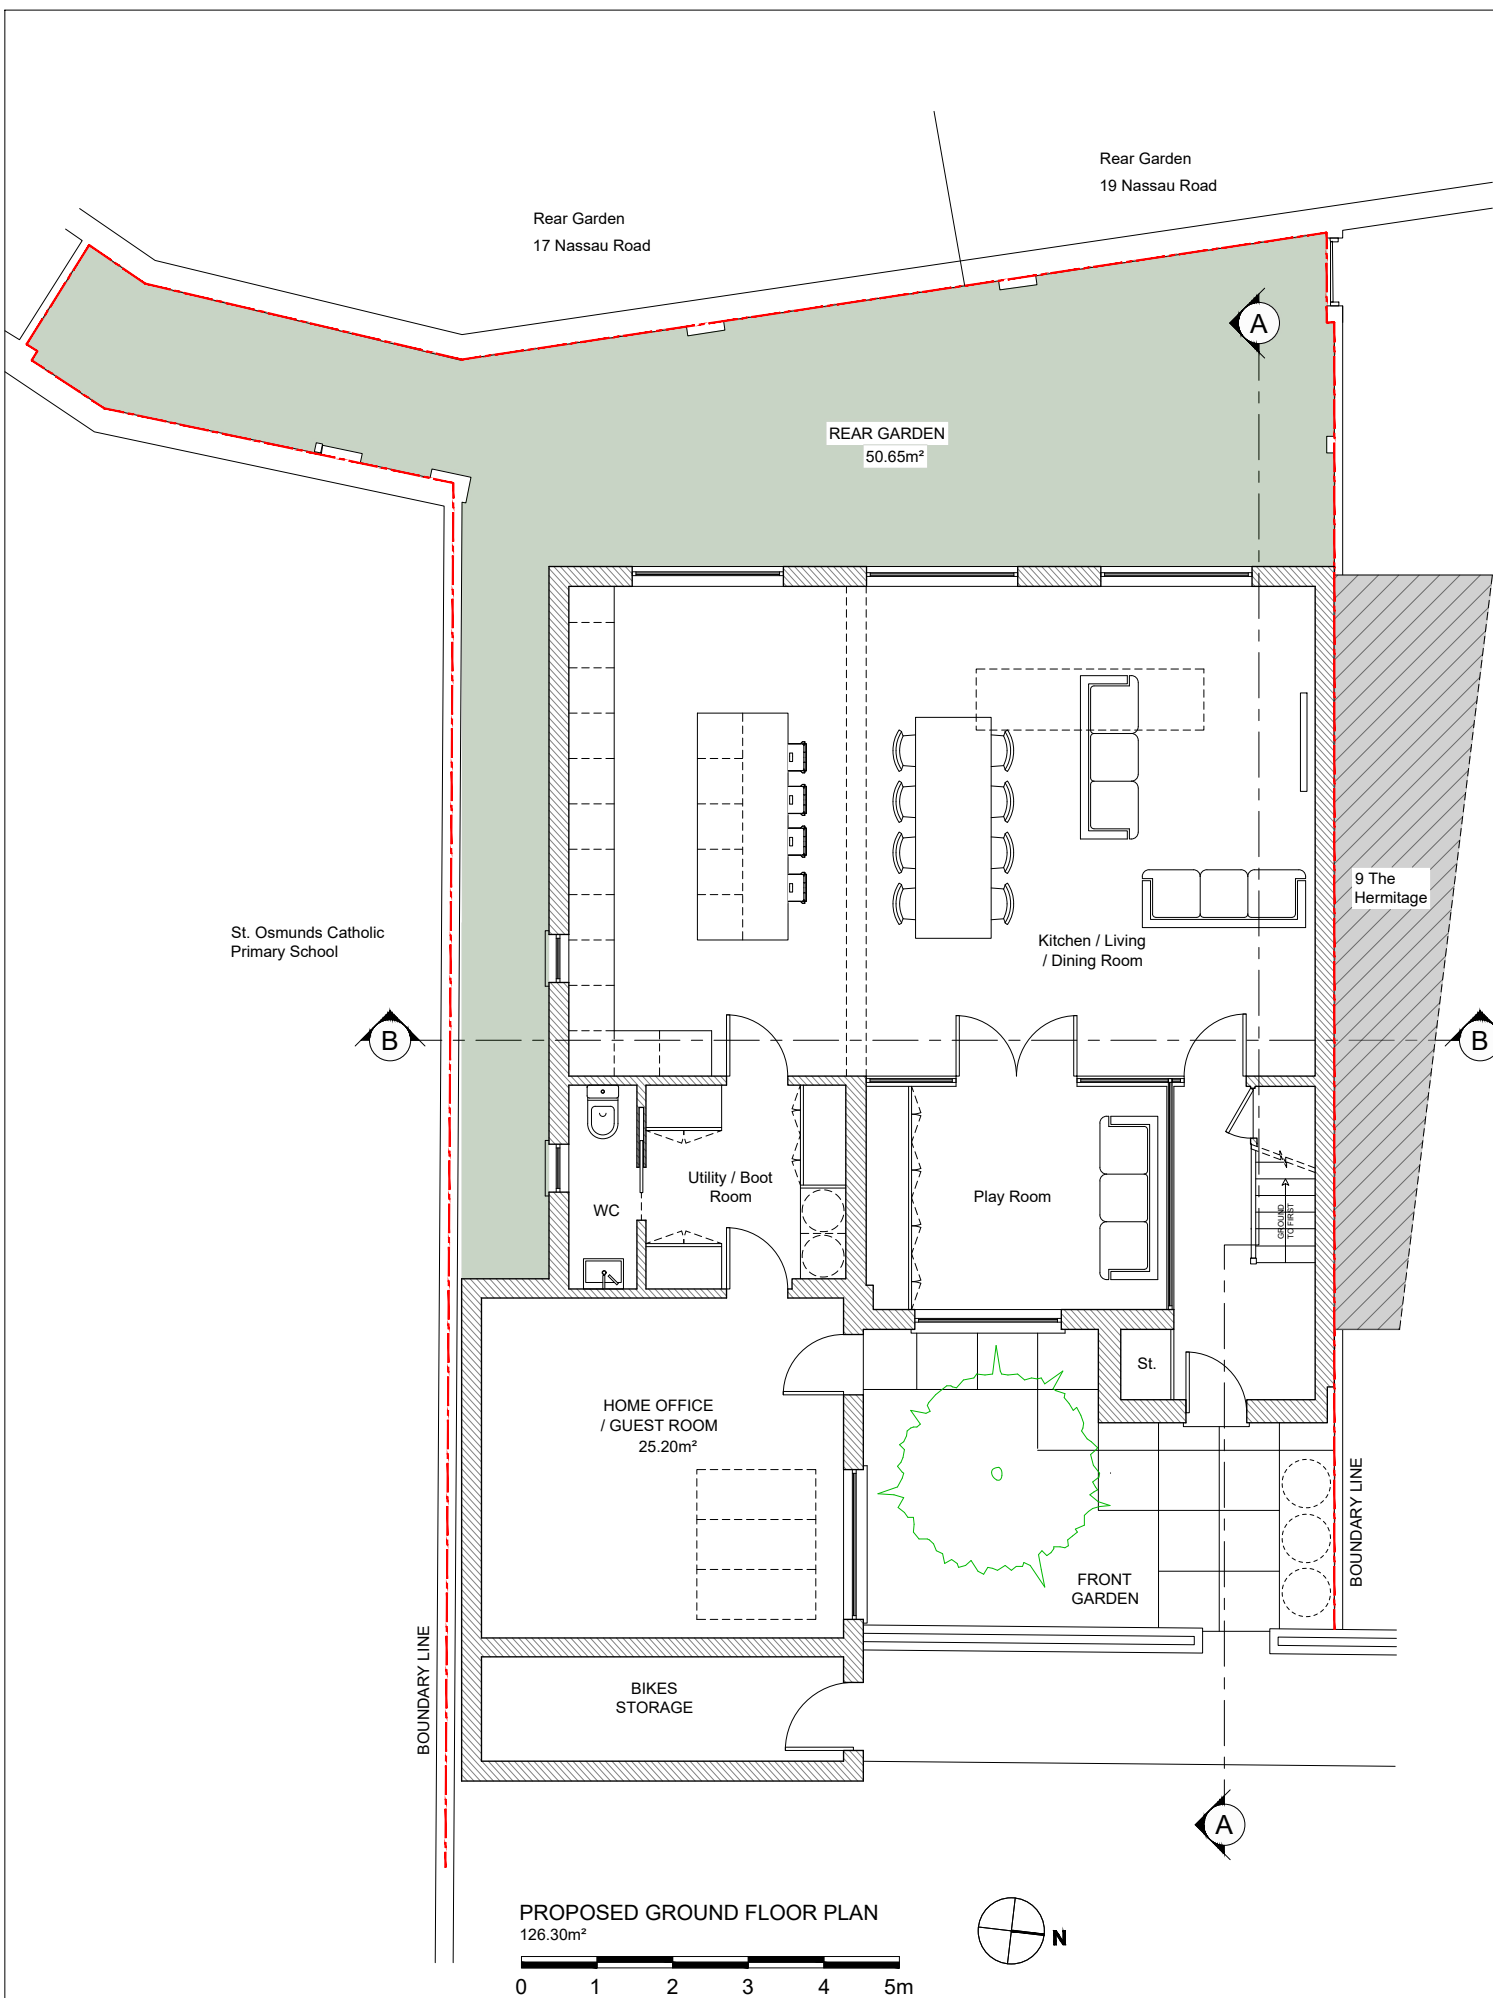 Rear Garden
19 Nassau Road
Rear Garden
17 Nassau Road
A
REAR GARDEN
50.65m²
9 The
Hermitage
St. Osmunds Catholic
Primary School
Kitchen / Living
/ Dining Room
B
B
Utility / Boot
Room
Play Room
WC
GROUND
TO FIRST
St.
HOME OFFICE
/ GUEST ROOM
25.20m²
BOUNDARY LINE
FRONT
GARDEN
BOUNDARY LINE
BIKES
STORAGE
A
PROPOSED GROUND FLOOR PLAN
126.30m²
N
0 1 2 3 4 5m